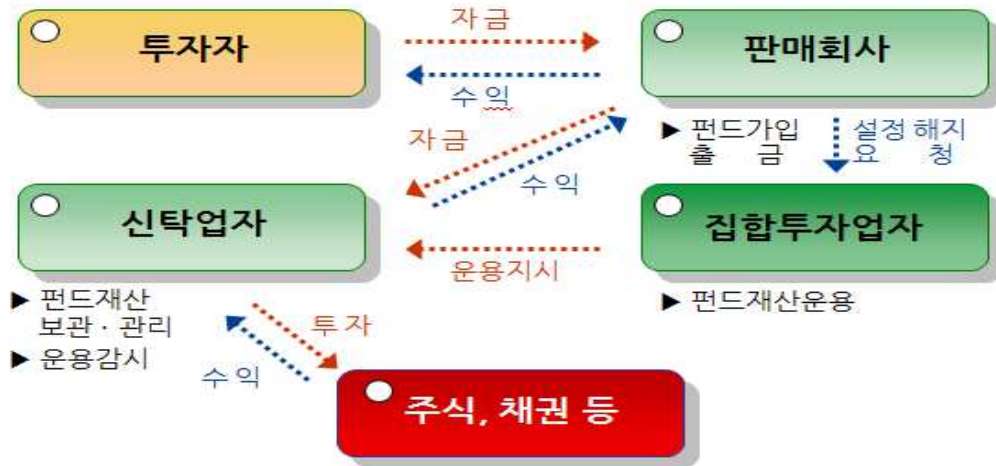 자 금
투자자
판매회사
수 익
▶ 펀드가입
출 금
설정 해지
요 청
자금
수 익
신탁업자
집합투자업자
운용지시
▶ 펀드재산
보관 · 관리
▶ 운용감시
▶ 펀드재산운용
투 자
수 익
주식, 채권 등